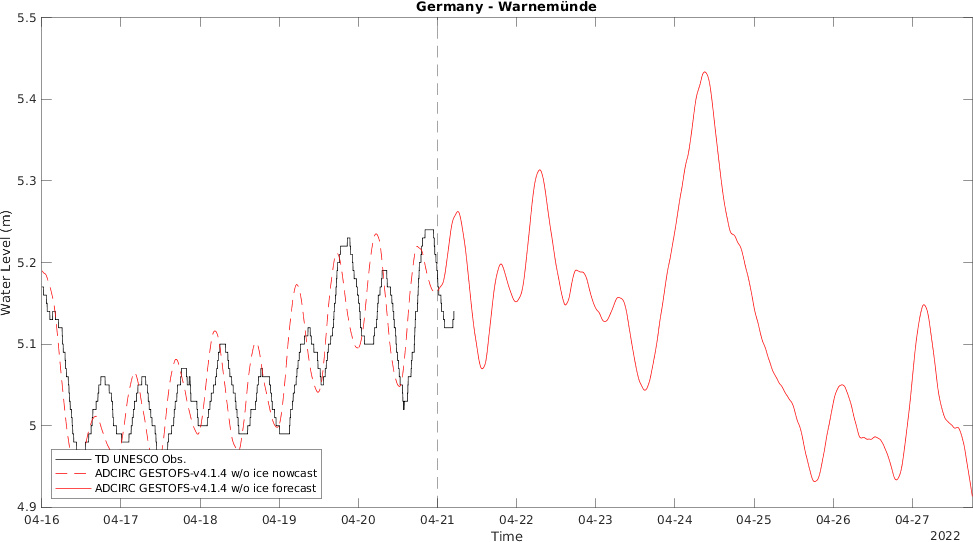 Germany - Warnemünde
5.5
5.4
5.3
5.2
5.1
5
4.9
Water Level (m)
TD UNESCO Obs.
ADCIRC GESTOFS-v4.1.4 w/o ice nowcast
ADCIRC GESTOFS-v4.1.4 w/o ice forecast
04-16 04-17 04-18 04-19 04-20 04-21 04-22 04-23 04-24 04-25 04-26 04-27
Time
2022